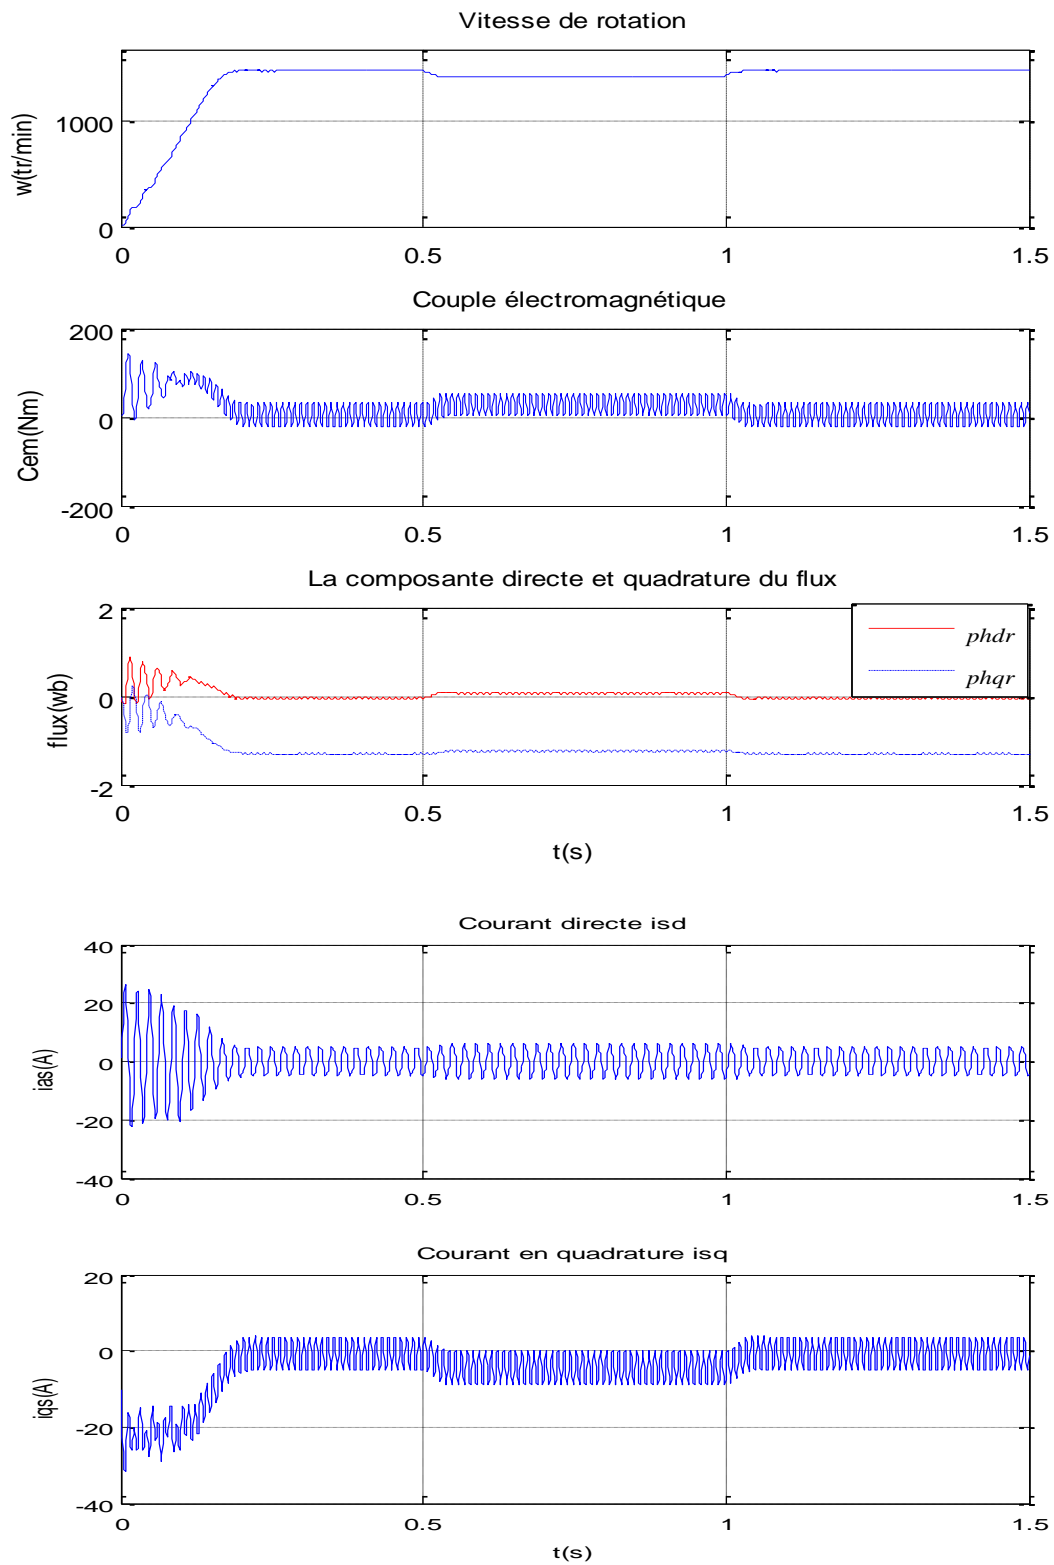 Vitesse de rotation
w(tr/min)
1000
0
0 0.5 1 1.5
Couple électromagnétique
Cem(Nm)
200
0
-200
0 0.5 1 1.5
La composante directe et quadrature du flux
flux(wb)
2
0
-2
phdr
phqr
0 0.5 1 1.5
t(s)
Courant directe isd
ias(A)
40
20
0
-20
-40
0 0.5 1 1.5
Courant en quadrature isq
iqs(A)
20
0
-20
-40
0 0.5 1 1.5
t(s)